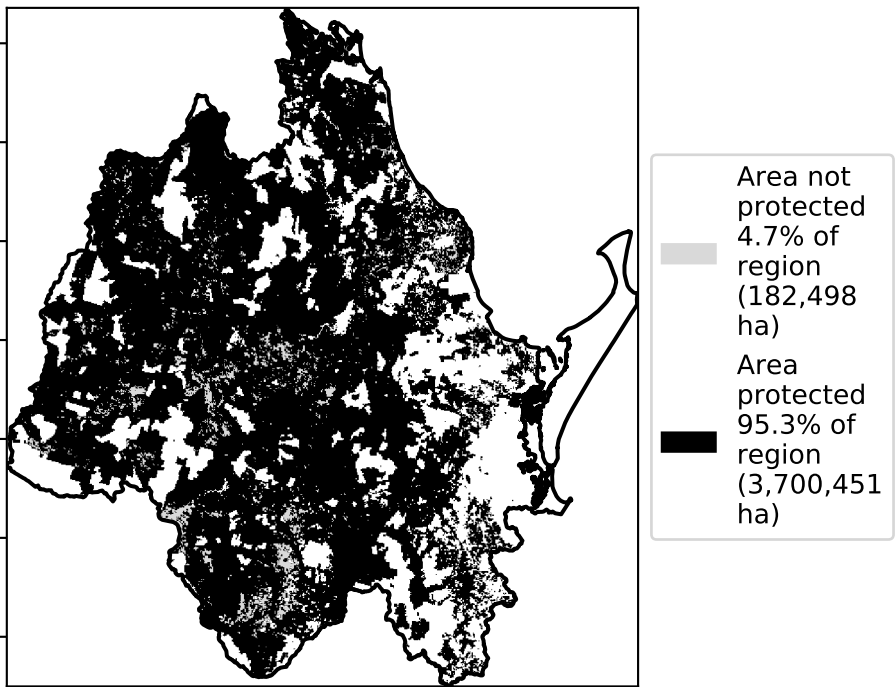 Area not
protected
4.7% of
region
(182,498
ha)
Area
protected
95.3% of
region
(3,700,451
ha)